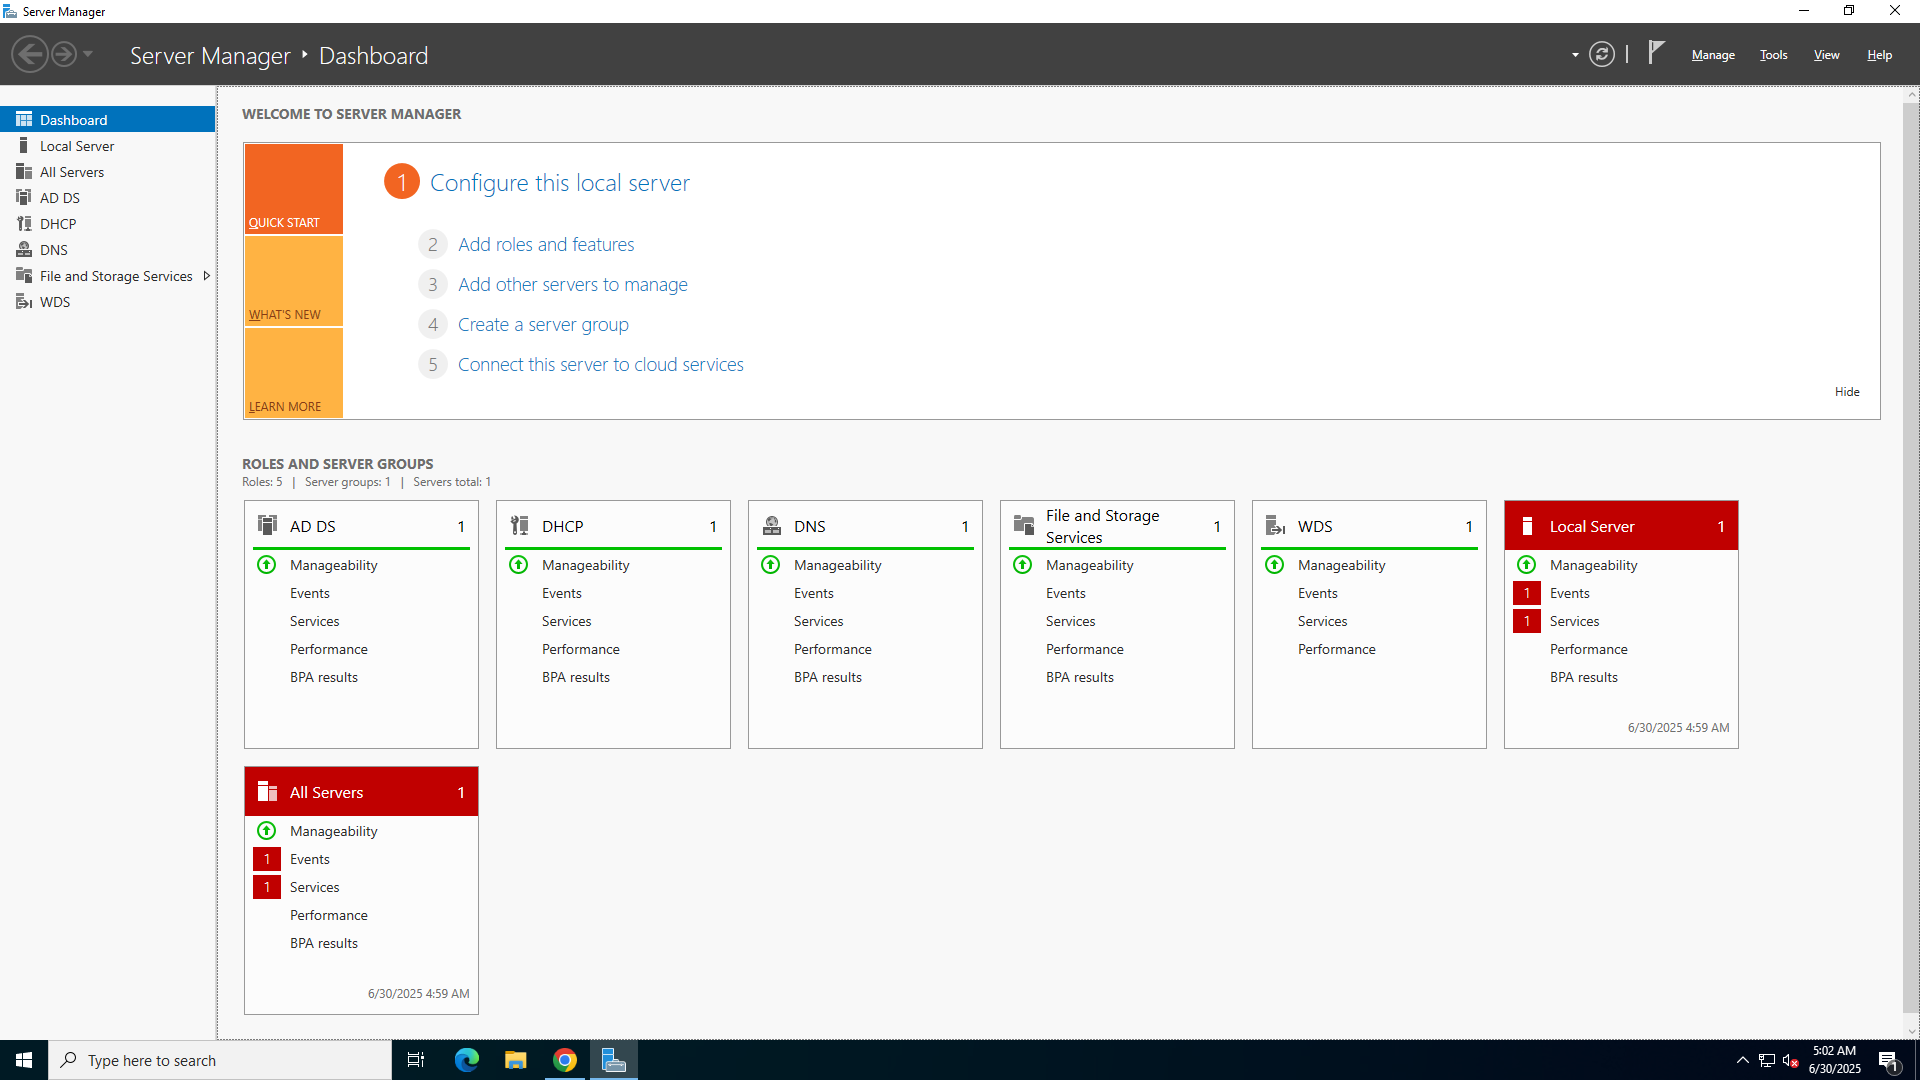 Server Manager
Server Manager ‣ Dashboard
Manage Tools View Help
Dashboard
Local Server
All Servers
AD DS
DHCP
DNS
File and Storage Services
WDS
WELCOME TO SERVER MANAGER
QUICK START
WHAT'S NEW
LEARN MORE
1 Configure this local server
2 Add roles and features
3 Add other servers to manage
4 Create a server group
5 Connect this server to cloud services
Hide
ROLES AND SERVER GROUPS
Roles: 5 | Server groups: 1 | Servers total: 1
AD DS 1
Manageability
Events
Services
Performance
BPA results
DHCP 1
Manageability
Events
Services
Performance
BPA results
DNS 1
Manageability
Events
Services
Performance
BPA results
File and Storage
Services 1
Manageability
Events
Services
Performance
BPA results
WDS 1
Manageability
Events
Services
Performance
Local Server 1
Manageability
1 Events
1 Services
Performance
BPA results
6/30/2025 4:59 AM
All Servers 1
Manageability
1 Events
1 Services
Performance
BPA results
6/30/2025 4:59 AM
Type here to search
5:02 AM
6/30/2025
1